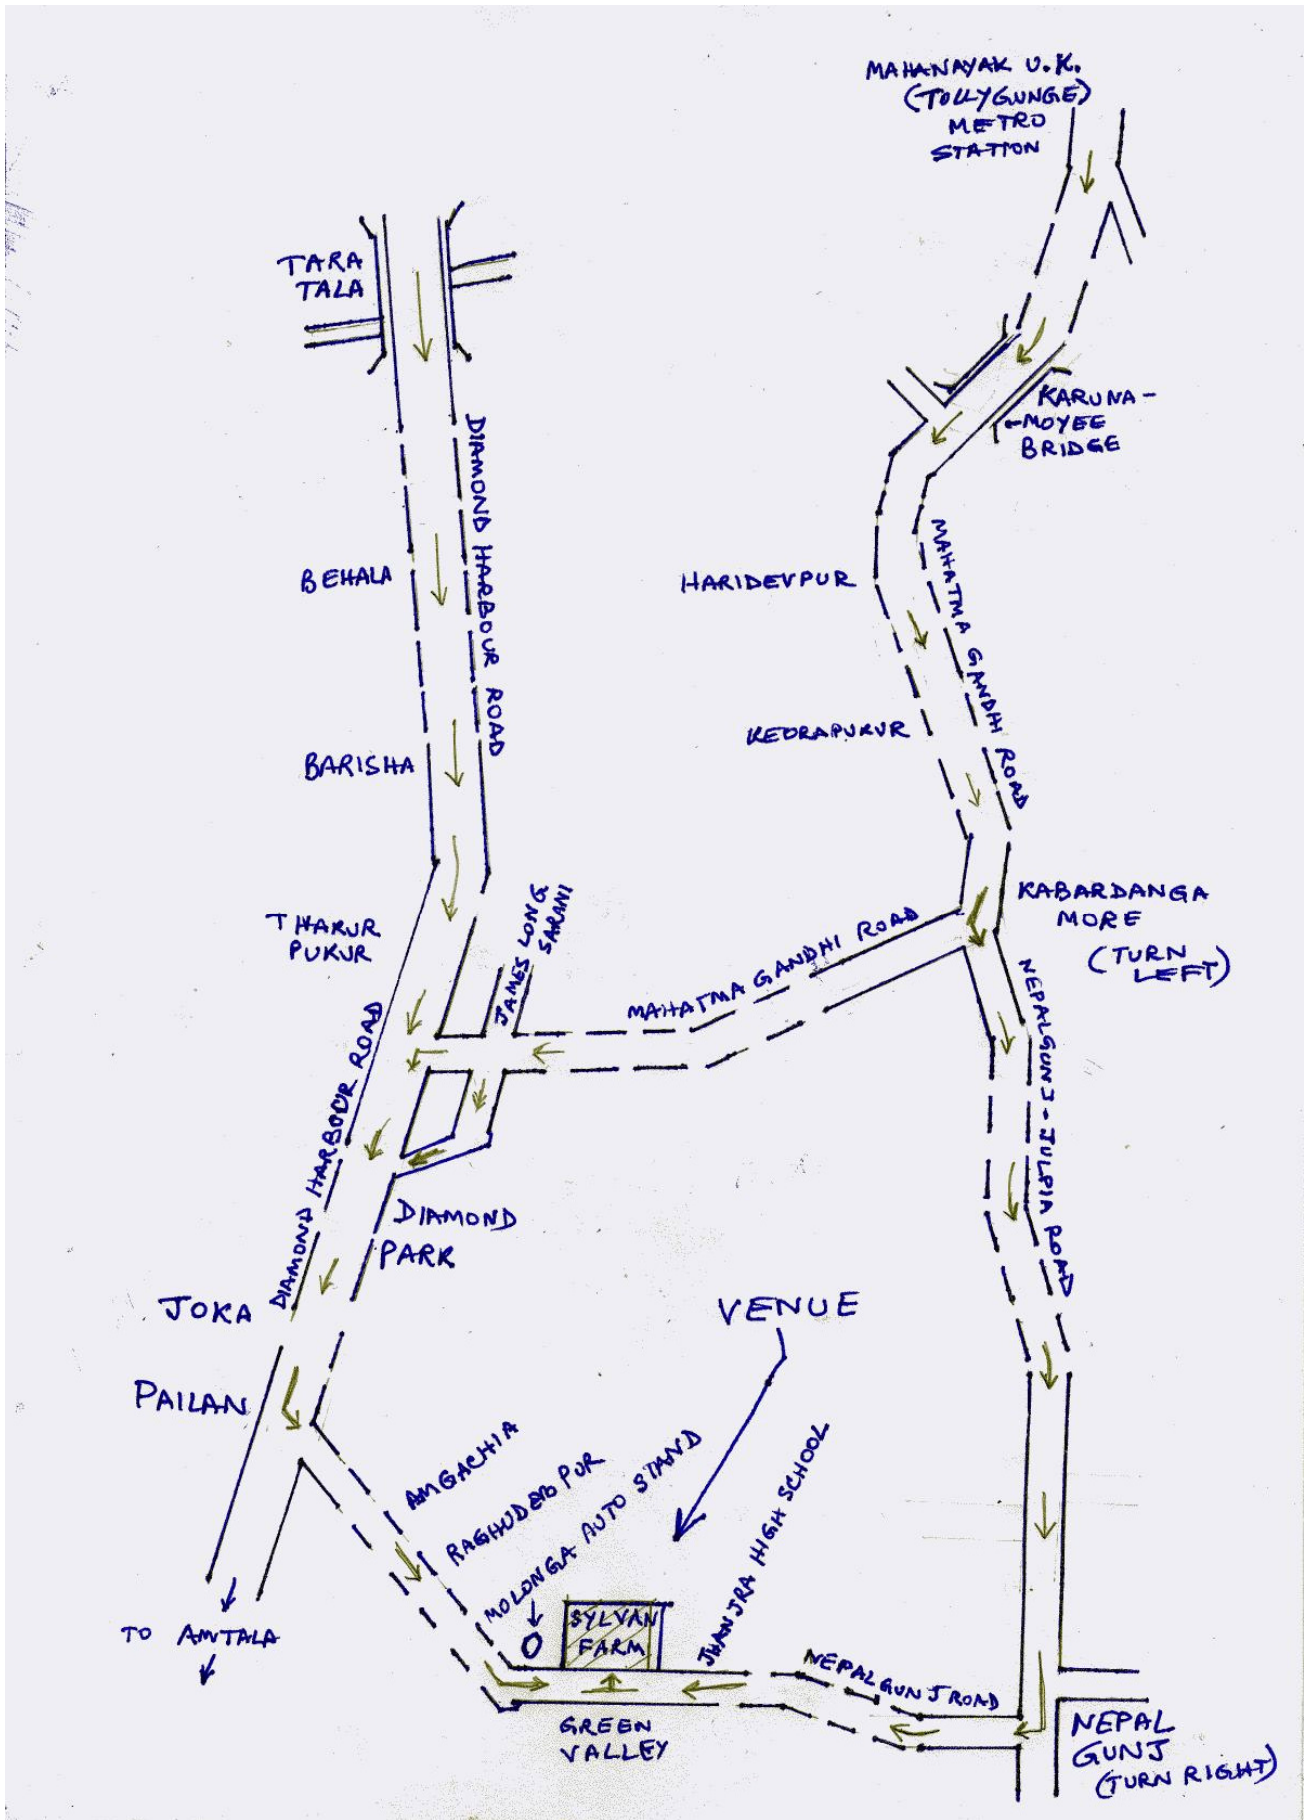 MAHANAYAK U.K.
(TOLLYGUNGE)
METRO
STATION
TARA
TALA
KARUNA-
MOYEE
BRIDGE
DIAMOND HARBOUR ROAD
BEHALA
HARIDEVPUR
MAHATMA GANDHI ROAD
KEORAPUKUR
BARISHA
THAKUR
PUKUR
JAMES LONG
SARANI
MAHATMA GANDHI ROAD
KABARDANGA
MORE
(TURN
LEFT)
NEPALGUNJ-JULPIA ROAD
DIAMOND HARBOUR ROAD
DIAMOND
PARK
JOKA
VENUE
PAILAN
AMGACHIA
RAGHUDEBPUR
MOLONGA AUTO STAND
JHANJRA HIGH SCHOOL
SYLVAN
FARM
TO AMTALA
NEPALGUNJ ROAD
GREEN
VALLEY
NEPAL
GUNJ
(TURN RIGHT)